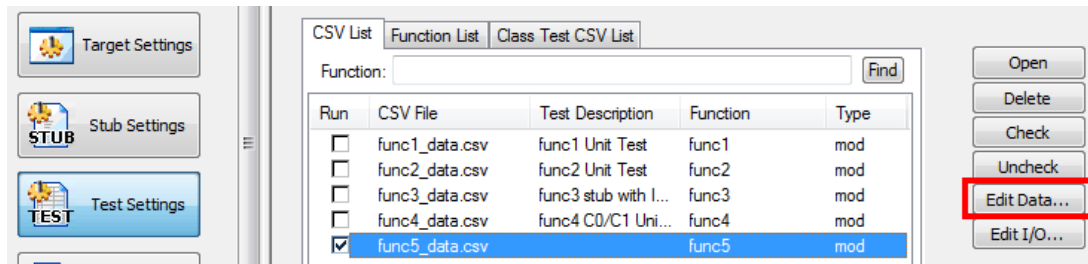 Target Settings
STUB
Stub Settings
TEST
Test Settings
CSV List Function List Class Test CSV List
Function: Find
Run CSV File Test Description Function Type
func1_data.csv func1 Unit Test func1 mod
func2_data.csv func2 Unit Test func2 mod
func3_data.csv func3 stub with I... func3 mod
func4_data.csv func4 C0/C1 Uni... func4 mod
func5_data.csv func5 mod
Open
Delete
Check
Uncheck
Edit Data...
Edit I/O...